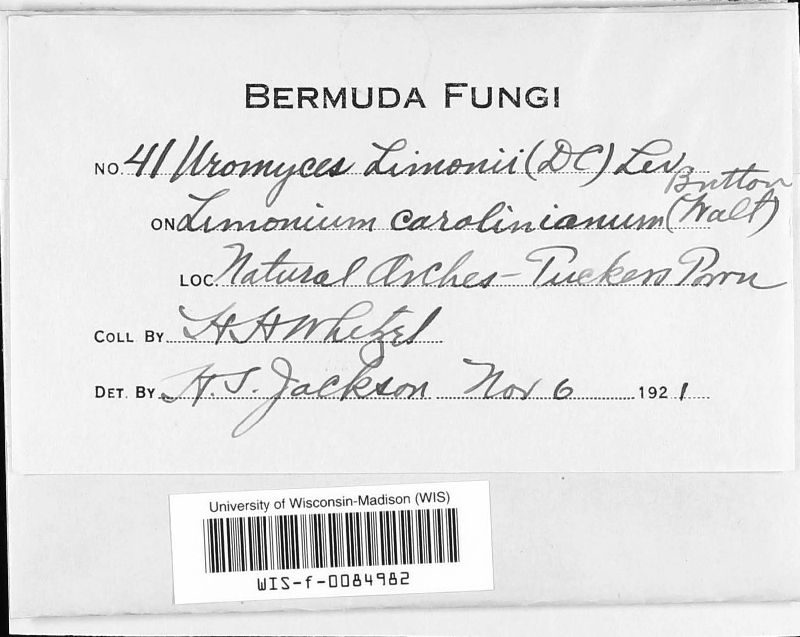 BERMUDA FUNGI
NO. 41 Uromyces Limonii (DC) Lev
ON Limonium carolinianum (Walt) Britton
LOC. Natural Arches - Tuckers Town
COLL BY H H Whetzel
DET. BY H. S. Jackson Nov 6 1921
University of Wisconsin-Madison (WIS)
WIS-f-0084982